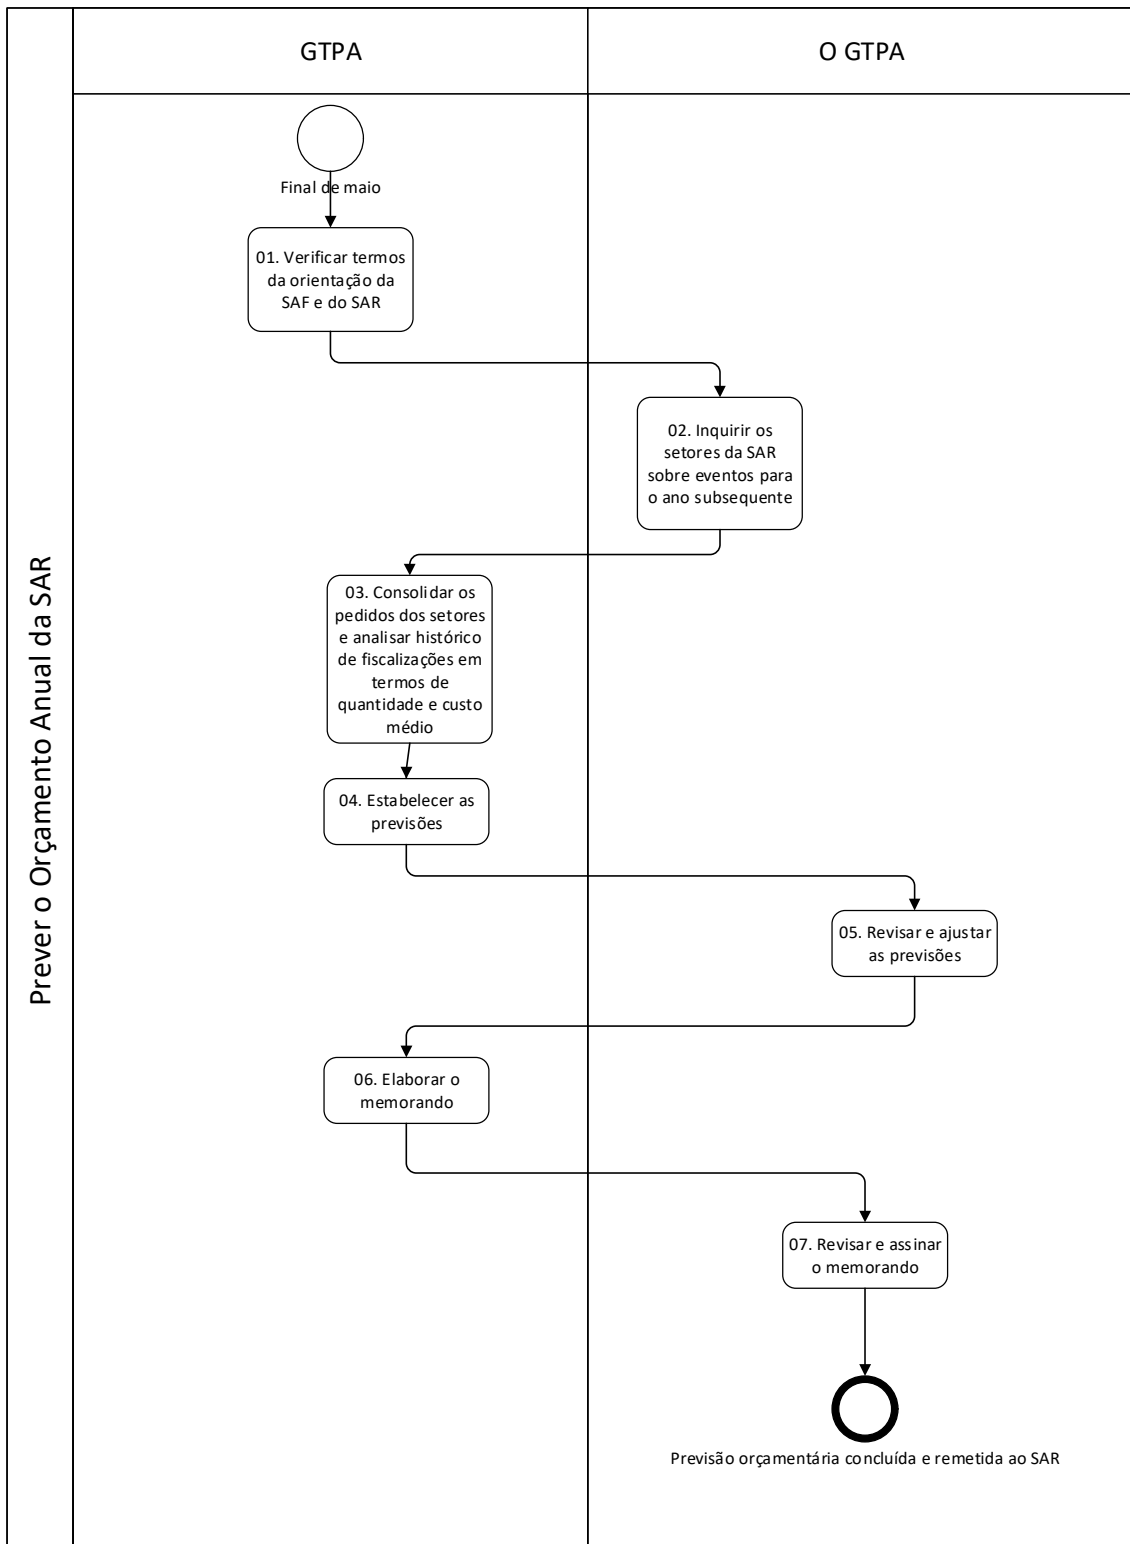 Prever o Orçamento Anual da SAR
GTPA
O GTPA
Final de maio
01. Verificar termos
da orientação da
SAF e do SAR
02. Inquirir os
setores da SAR
sobre eventos para
o ano subsequente
03. Consolidar os
pedidos dos setores
e analisar histórico
de fiscalizações em
termos de
quantidade e custo
médio
04. Estabelecer as
previsões
05. Revisar e ajustar
as previsões
06. Elaborar o
memorando
07. Revisar e assinar
o memorando
Previsão orçamentária concluída e remetida ao SAR